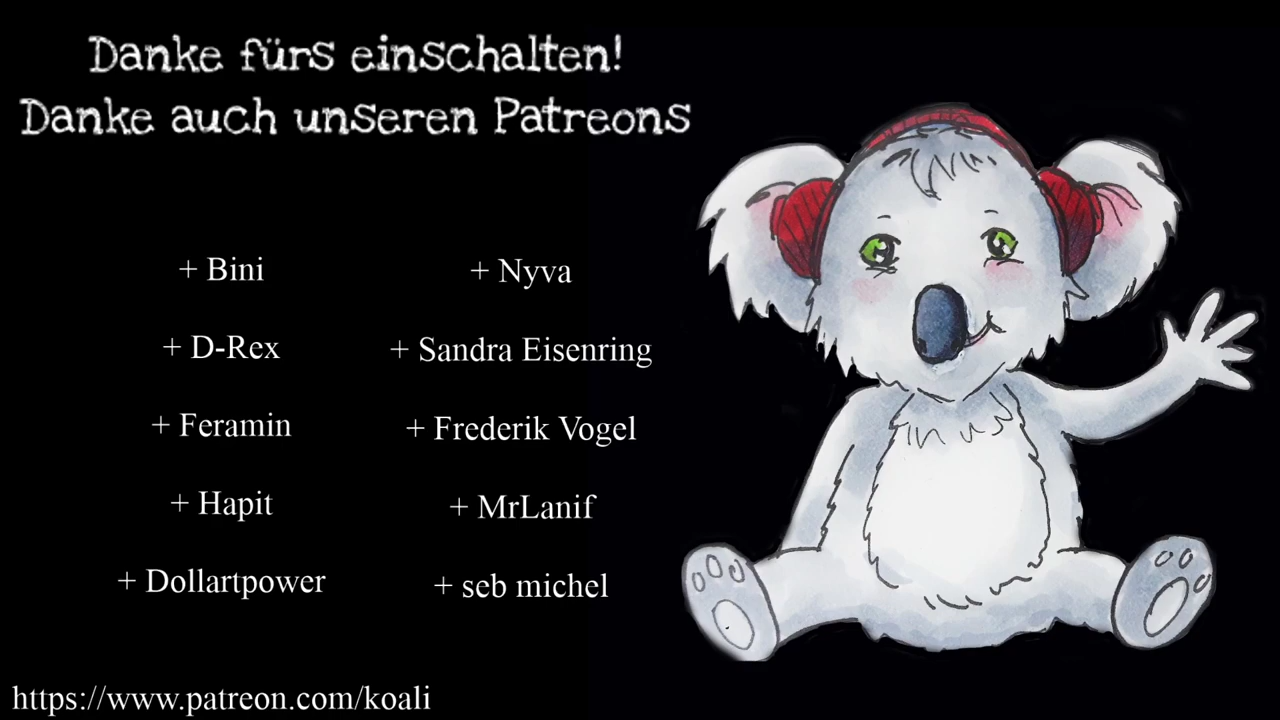 Danke fürs einschalten!
Danke auch unseren Patreons
+ Bini
+ D-Rex
+ Feramin
+ Hapit
+ Dollartpower
+ Nyva
+ Sandra Eisenring
+ Frederik Vogel
+ MrLanif
+ seb michel
https://www.patreon.com/koali